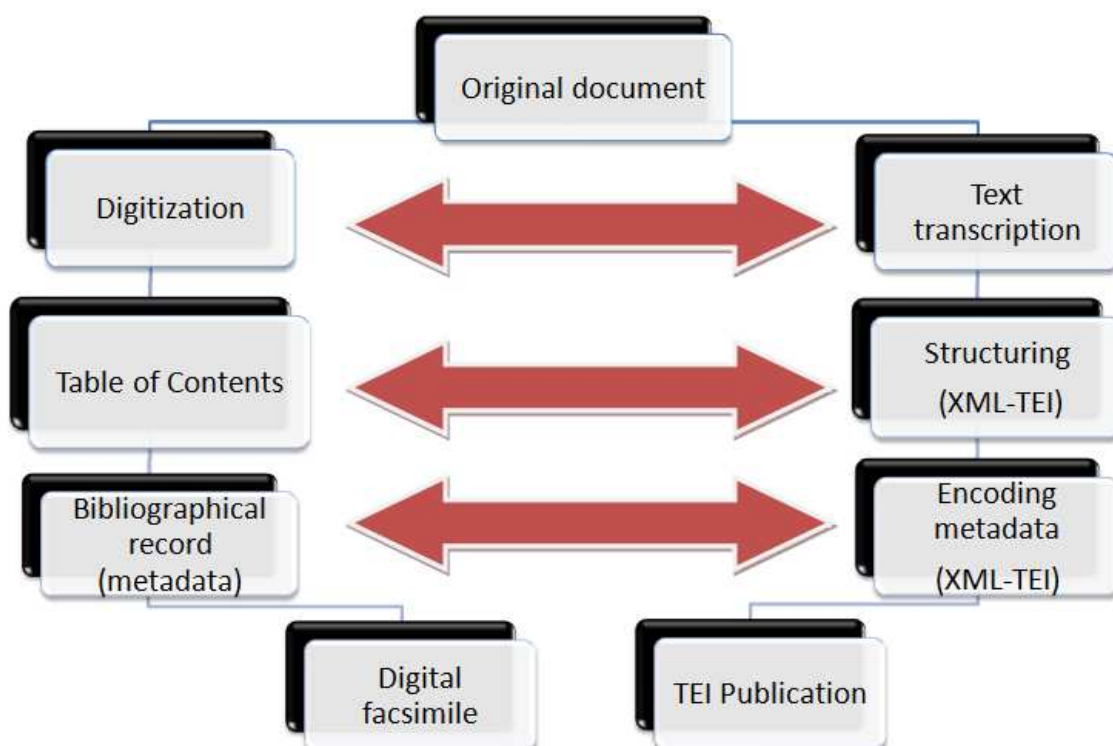 Original document
Digitization
Text
transcription
Table of Contents
Structuring
(XML-TEI)
Bibliographical
record
(metadata)
Encoding
metadata
(XML-TEI)
Digital
facsimile
TEI Publication